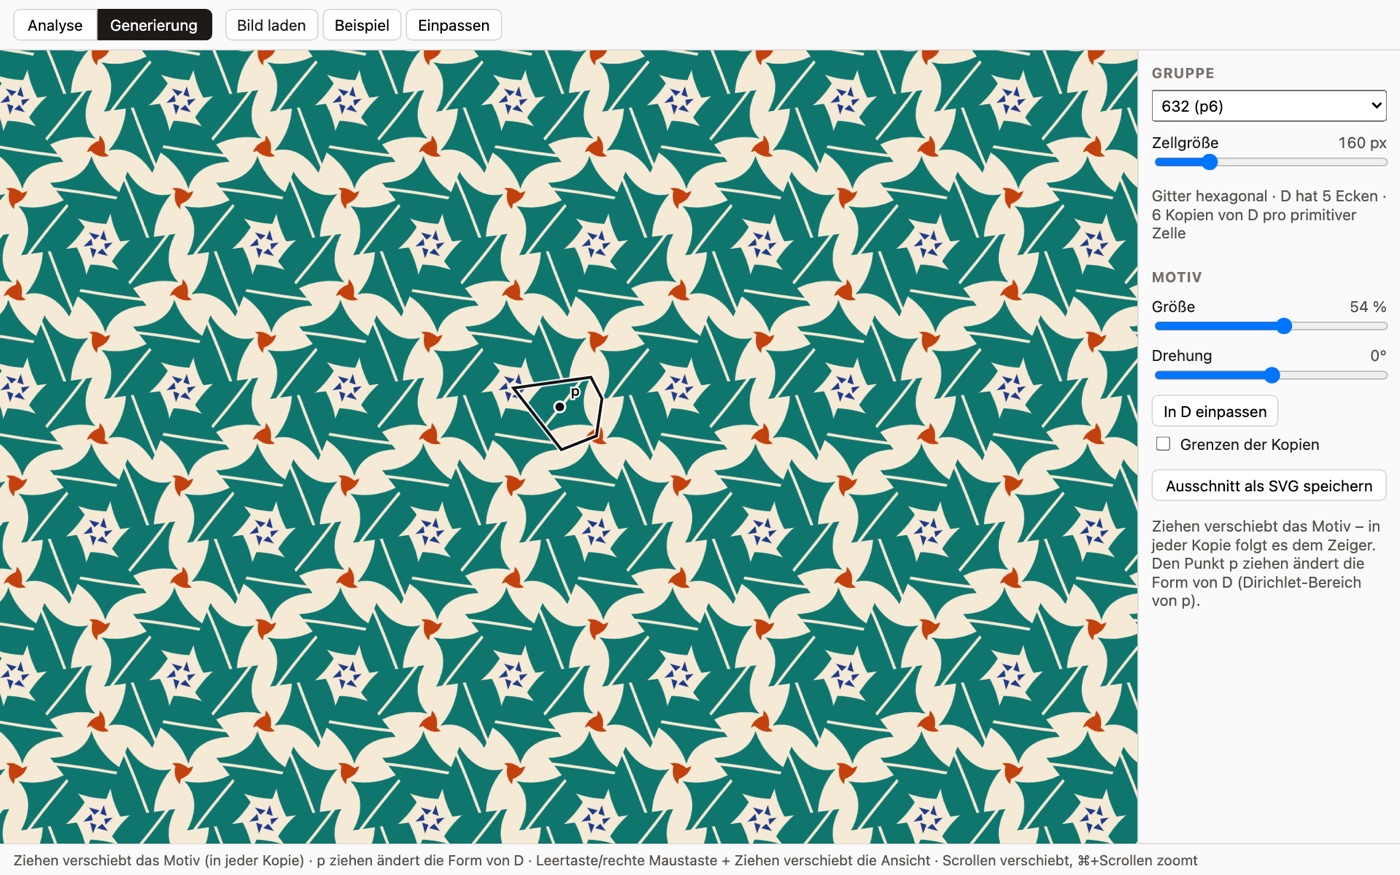 Analyse Generierung Bild laden Beispiel Einpassen
GRUPPE
632 (p6)
Zellgröße 160 px
Gitter hexagonal · D hat 5 Ecken ·
6 Kopien von D pro primitiver
Zelle
MOTIV
Größe 54 %
Drehung 0°
In D einpassen
Grenzen der Kopien
Ausschnitt als SVG speichern
Ziehen verschiebt das Motiv – in
jeder Kopie folgt es dem Zeiger.
Den Punkt p ziehen ändert die
Form von D (Dirichlet-Bereich
von p).
p
Ziehen verschiebt das Motiv (in jeder Kopie) · p ziehen ändert die Form von D · Leertaste/rechte Maustaste + Ziehen verschiebt die Ansicht · Scrollen verschiebt, ⌘+Scrollen zoomt